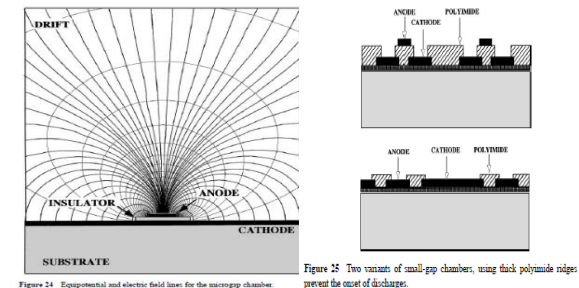 DRIFT
INSULATOR
ANODE
CATHODE
SUBSTRATE
Figure 24 Equipotential and electric field lines for the microgap chamber.
ANODE
POLYIMIDE
CATHODE
ANODE
CATHODE
POLYIMIDE
Figure 25 Two variants of small-gap chambers, using thick polyimide ridges
prevent the onset of discharges.